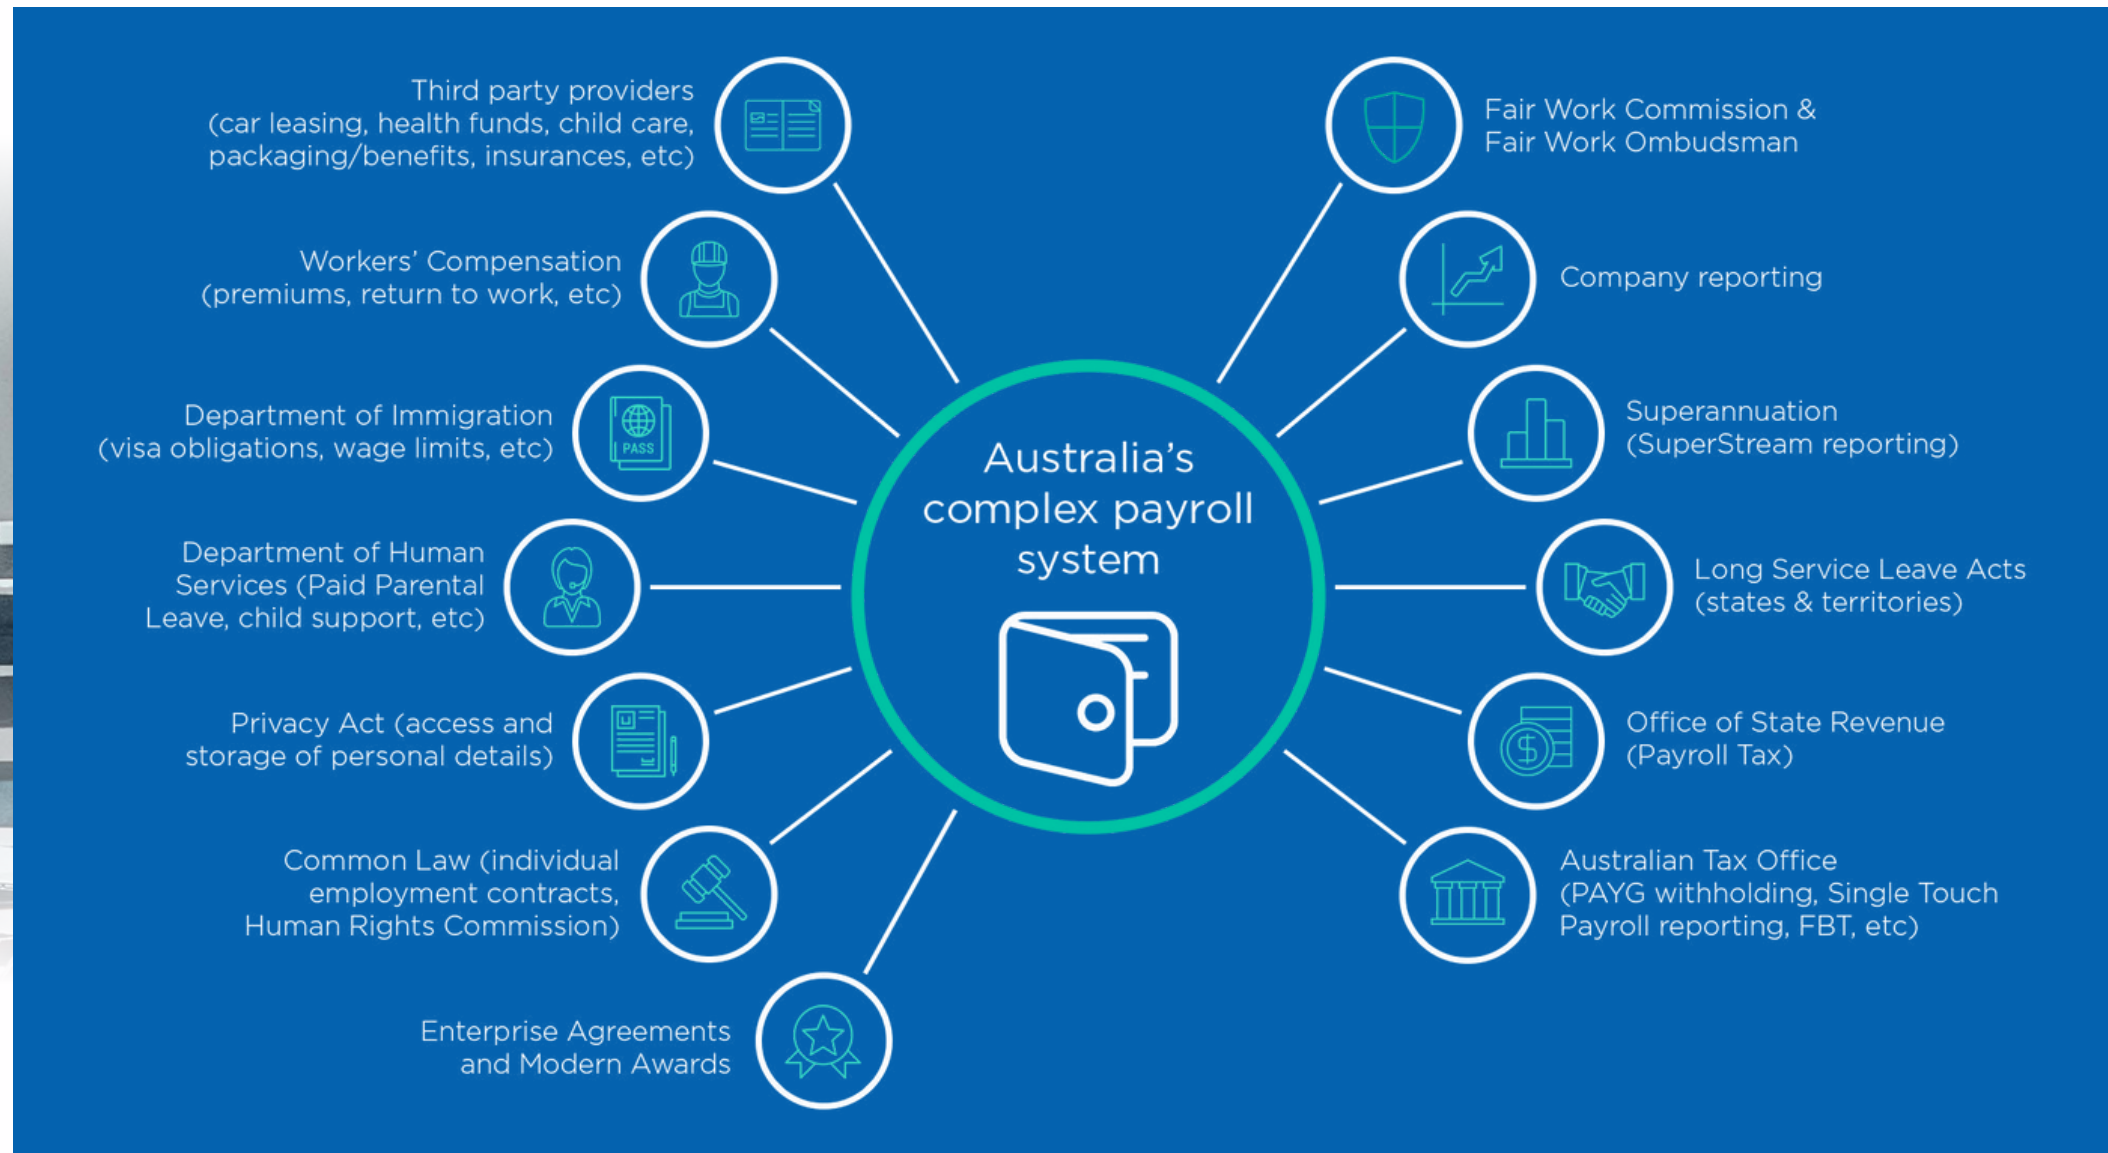 Third party providers
(car leasing, health funds, child care,
packaging/benefits, insurances, etc)
Workers' Compensation
(premiums, return to work, etc)
Department of Immigration
(visa obligations, wage limits, etc)
PASS
Department of Human
Services (Paid Parental
Leave, child support, etc)
Privacy Act (access and
storage of personal details)
Common Law (individual
employment contracts,
Human Rights Commission)
Enterprise Agreements
and Modern Awards
Australia's
complex payroll
system
Fair Work Commission &
Fair Work Ombudsman
Company reporting
Superannuation
(SuperStream reporting)
Long Service Leave Acts
(states & territories)
Office of State Revenue
(Payroll Tax)
$
Australian Tax Office
(PAYG withholding, Single Touch
Payroll reporting, FBT, etc)